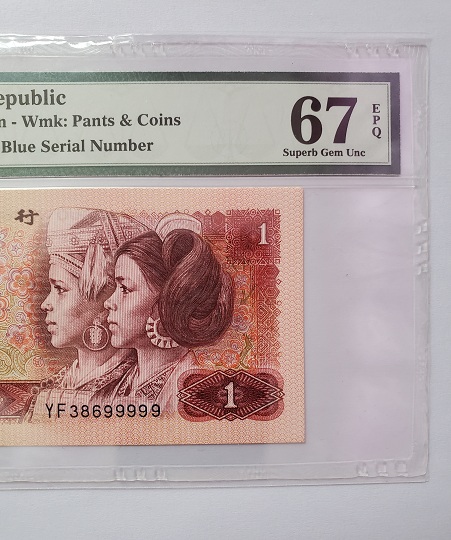 epublic
n - Wmk: Pants & Coins
Blue Serial Number
67
EPQ
Superb Gem Unc
行
1
1
YF38699999